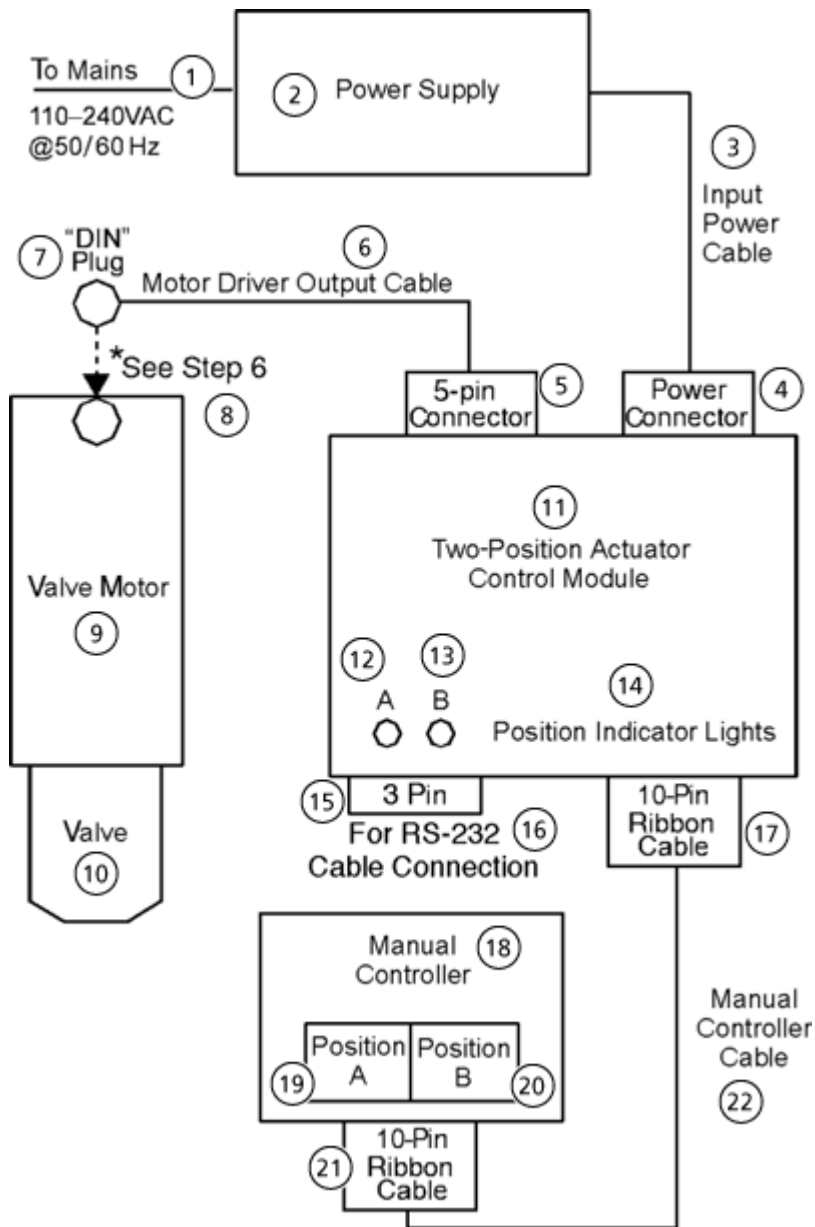 To Mains
1
110–240VAC
@50/60 Hz
2
Power Supply
3
Input
Power
Cable
7
"DIN"
Plug
6
Motor Driver Output Cable
*See Step 6
8
5-pin
Connector
5
Power
Connector
4
11
Two-Position Actuator
Control Module
Valve Motor
9
12
13
A B
14
Position Indicator Lights
Valve
10
15
3 Pin
For RS-232
Cable Connection
16
10-Pin
Ribbon
Cable
17
Manual
Controller
18
Position
A
19
Position
B
20
Manual
Controller
Cable
22
21
10-Pin
Ribbon
Cable